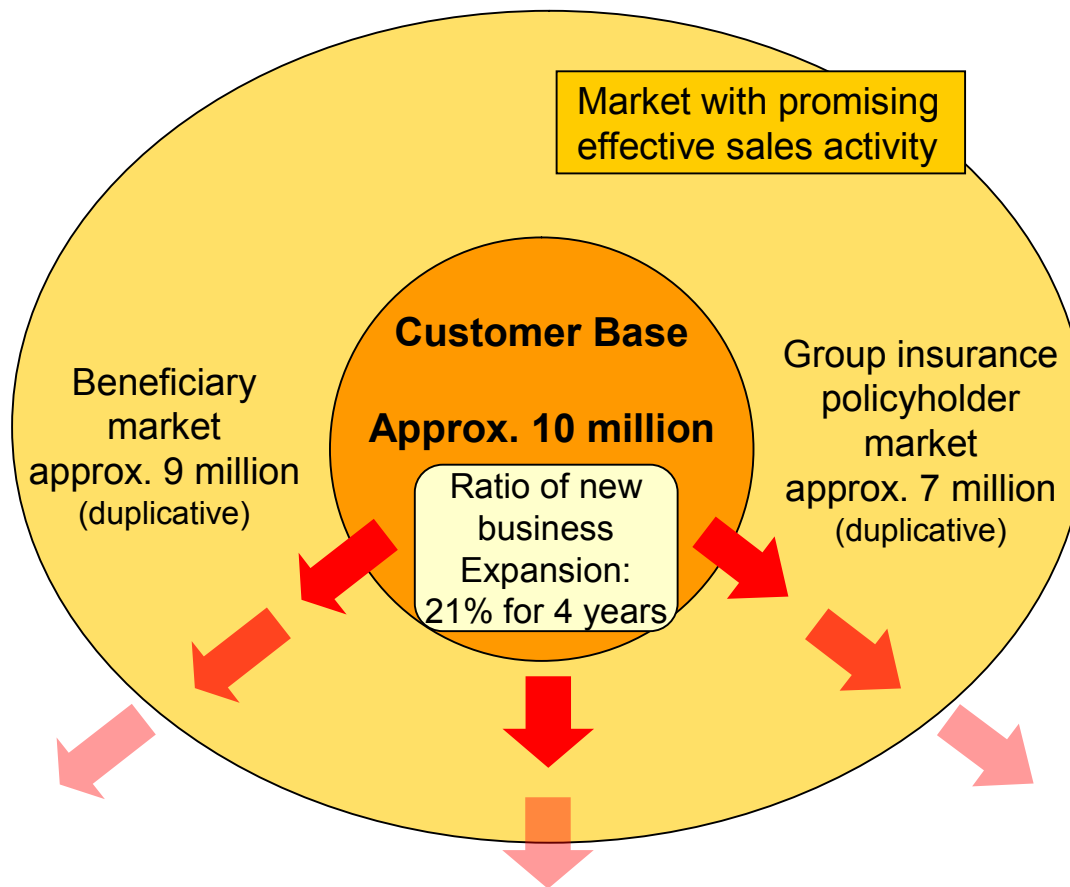 Market with promising
effective sales activity
Customer Base
Approx. 10 million
Ratio of new
business
Expansion:
21% for 4 years
Beneficiary
market
approx. 9 million
(duplicative)
Group insurance
policyholder
market
approx. 7 million
(duplicative)